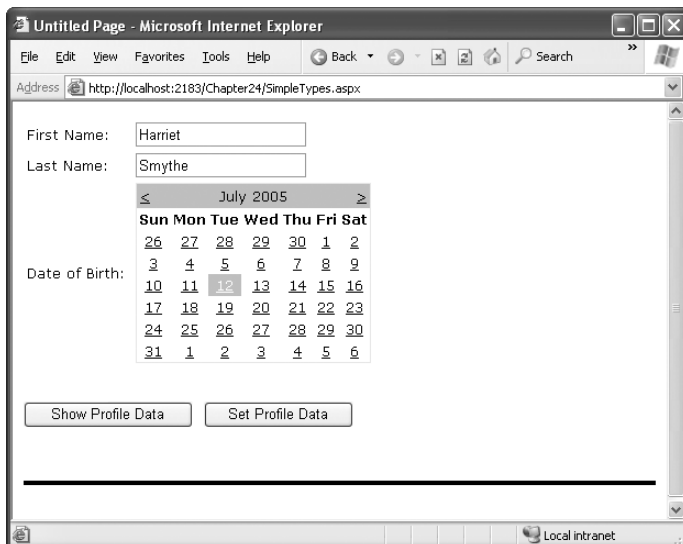 Untitled Page - Microsoft Internet Explorer
File Edit View Favorites Tools Help Back Search »
Address http://localhost:2183/Chapter24/SimpleTypes.aspx
First Name: Harriet
Last Name: Smythe
< July 2005 >
Sun Mon Tue Wed Thu Fri Sat
26 27 28 29 30 1 2
3 4 5 6 7 8 9
Date of Birth:
10 11 12 13 14 15 16
17 18 19 20 21 22 23
24 25 26 27 28 29 30
31 1 2 3 4 5 6
Show Profile Data Set Profile Data
Local intranet